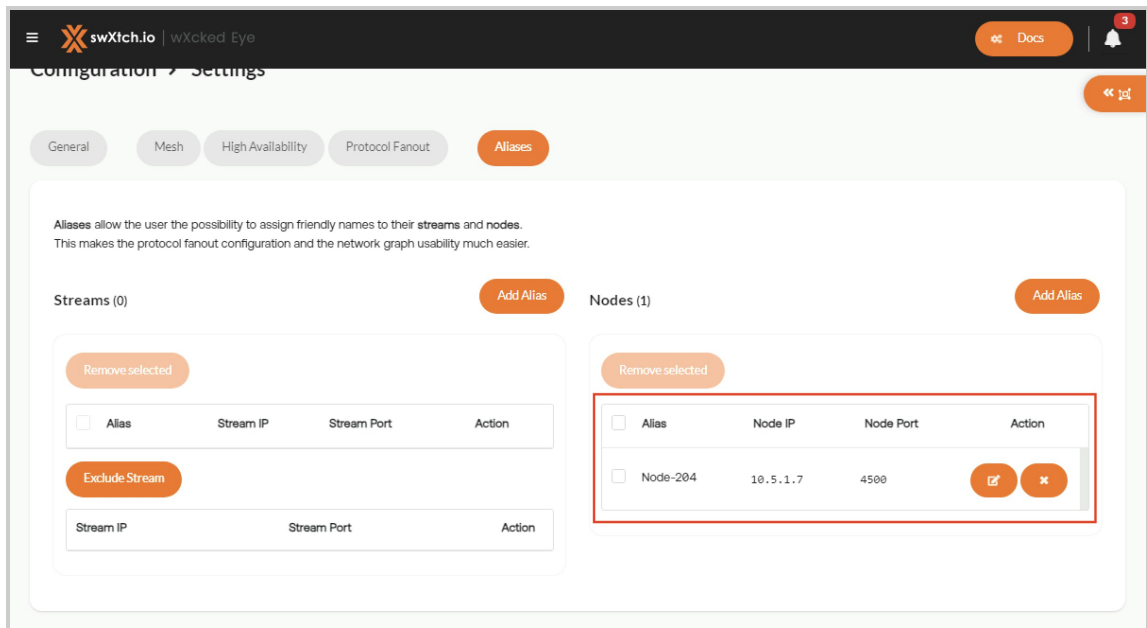 swXtch.io | wXcked Eye
Docs
3
Configuration > Settings
General
Mesh
High Availability
Protocol Fanout
Aliases
Aliases allow the user the possibility to assign friendly names to their streams and nodes.
This makes the protocol fanout configuration and the network graph usability much easier.
Streams (0)
Add Alias
Remove selected
Alias Stream IP Stream Port Action
Exclude Stream
Stream IP Stream Port Action
Nodes (1)
Add Alias
Remove selected
Alias Node IP Node Port Action
Node-204 10.5.1.7 4500